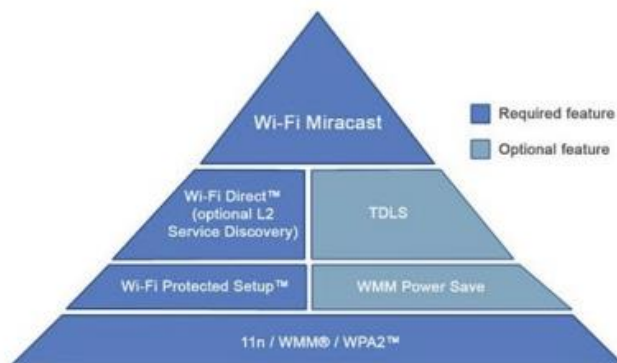 Wi-Fi Miracast
Required feature
Optional feature
Wi-Fi Direct™
(optional L2
Service Discovery)
TDLS
Wi-Fi Protected Setup™
WMM Power Save
11n / WMM® / WPA2™